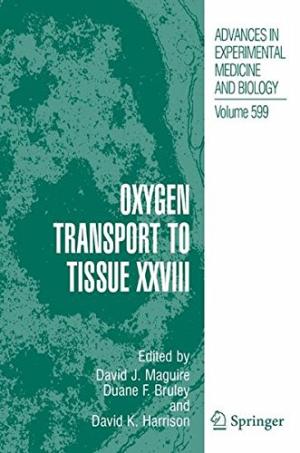 ADVANCES IN
EXPERIMENTAL
MEDICINE
AND BIOLOGY
Volume 599
OXYGEN
TRANSPORT TO
TISSUE XXVIII
Edited by
David J. Maguire
Duane F. Bruley
and
David K. Harrison
Springer